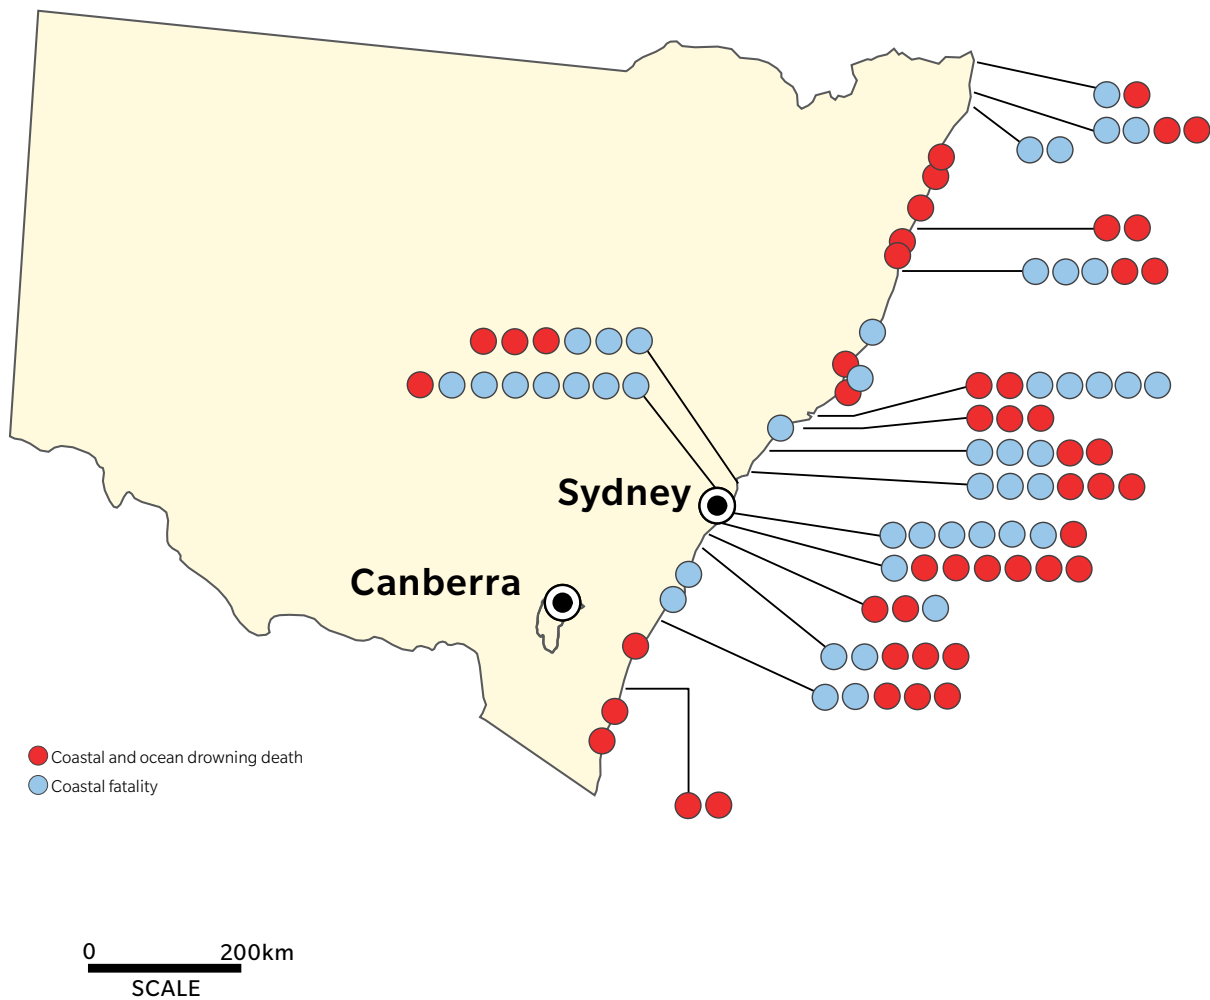 Sydney
Canberra
Coastal and ocean drowning death
Coastal fatality
0 200km
SCALE